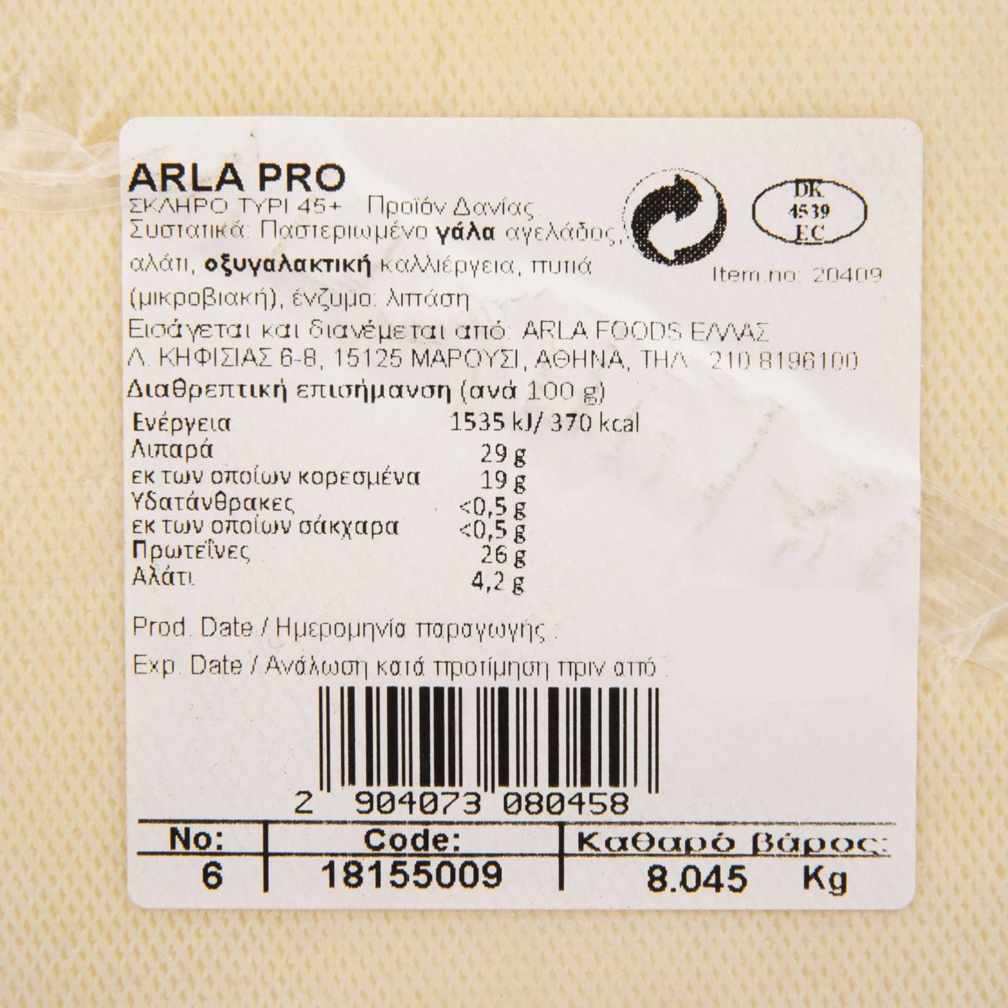 ARLA PRO
ΣΚΛΗΡΟ ΤΥΡΙ 45+ Προϊόν Δανίας
Συστατικά: Παστεριωμένο γάλα αγελάδος,
αλάτι, οξυγαλακτική καλλιέργεια, πυτιά
(μικροβιακή), ένζυμο: λιπάση
DK
4539
EC
Item.no: 20409
Εισάγεται και διανέμεται από: ARLA FOODS ΕΛΛΑΣ
Λ. ΚΗΦΙΣΙΑΣ 6-8, 15125 ΜΑΡΟΥΣΙ, ΑΘΗΝΑ, ΤΗΛ 210 8196100
Διαθρεπτική επισήμανση (ανά 100 g)
Ενέργεια 1535 kJ/ 370 kcal
Λιπαρά 29 g
εκ των οποίων κορεσμένα 19 g
Υδατάνθρακες <0,5 g
εκ των οποίων σάκχαρα <0,5 g
Πρωτεΐνες 26 g
Αλάτι 4,2 g
Prod. Date / Ημερομηνία παραγωγής :
Exp. Date / Ανάλωση κατά προτίμηση πριν από
2 904073 080458
No: Code: Καθαρό βάρος:
6 18155009 8.045 Kg